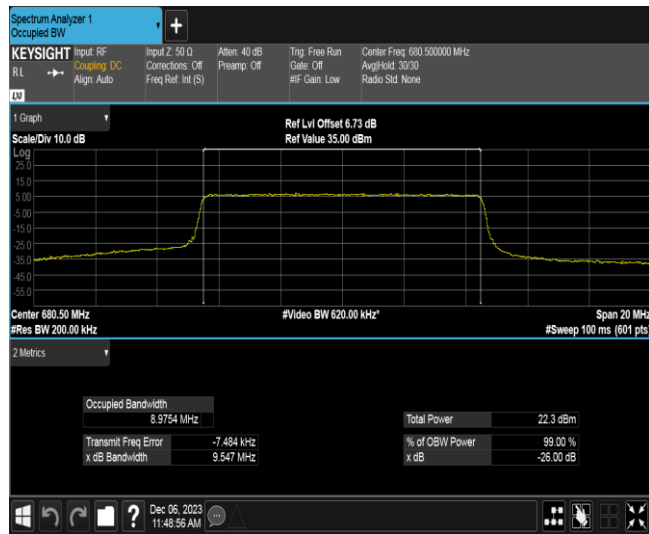 Spectrum Analyzer 1
Occupied BW
+
KEYSIGHT
RL
LXI
Input: RF
Coupling: DC
Align: Auto
Input Z: 50 Ω
Corrections: Off
Freq Ref: Int (S)
Atten: 40 dB
Preamp: Off
Trig: Free Run
Gate: Off
#IF Gain: Low
Center Freq: 680.500000 MHz
Avg|Hold: 30/30
Radio Std: None
1 Graph
Scale/Div 10.0 dB
Ref Lvl Offset 6.73 dB
Ref Value 35.00 dBm
Log
25.0
15.0
5.00
-5.00
-15.0
-25.0
-35.0
-45.0
-55.0
Center 680.50 MHz
#Video BW 620.00 kHz*
Span 20 MHz
#Res BW 200.00 kHz
#Sweep 100 ms (601 pts)
2 Metrics
Occupied Bandwidth
8.9754 MHz
Total Power 22.3 dBm
Transmit Freq Error -7.484 kHz
% of OBW Power 99.00 %
x dB Bandwidth 9.547 MHz
x dB -26.00 dB
?
Dec 06, 2023
11:48:56 AM